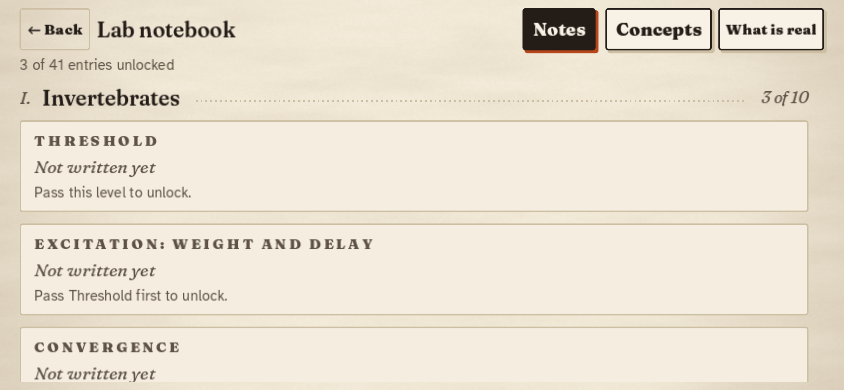 ← Back Lab notebook Notes Concepts What is real
3 of 41 entries unlocked
I. Invertebrates 3 of 10
THRESHOLD
Not written yet
Pass this level to unlock.
EXCITATION: WEIGHT AND DELAY
Not written yet
Pass Threshold first to unlock.
CONVERGENCE
Not written yet